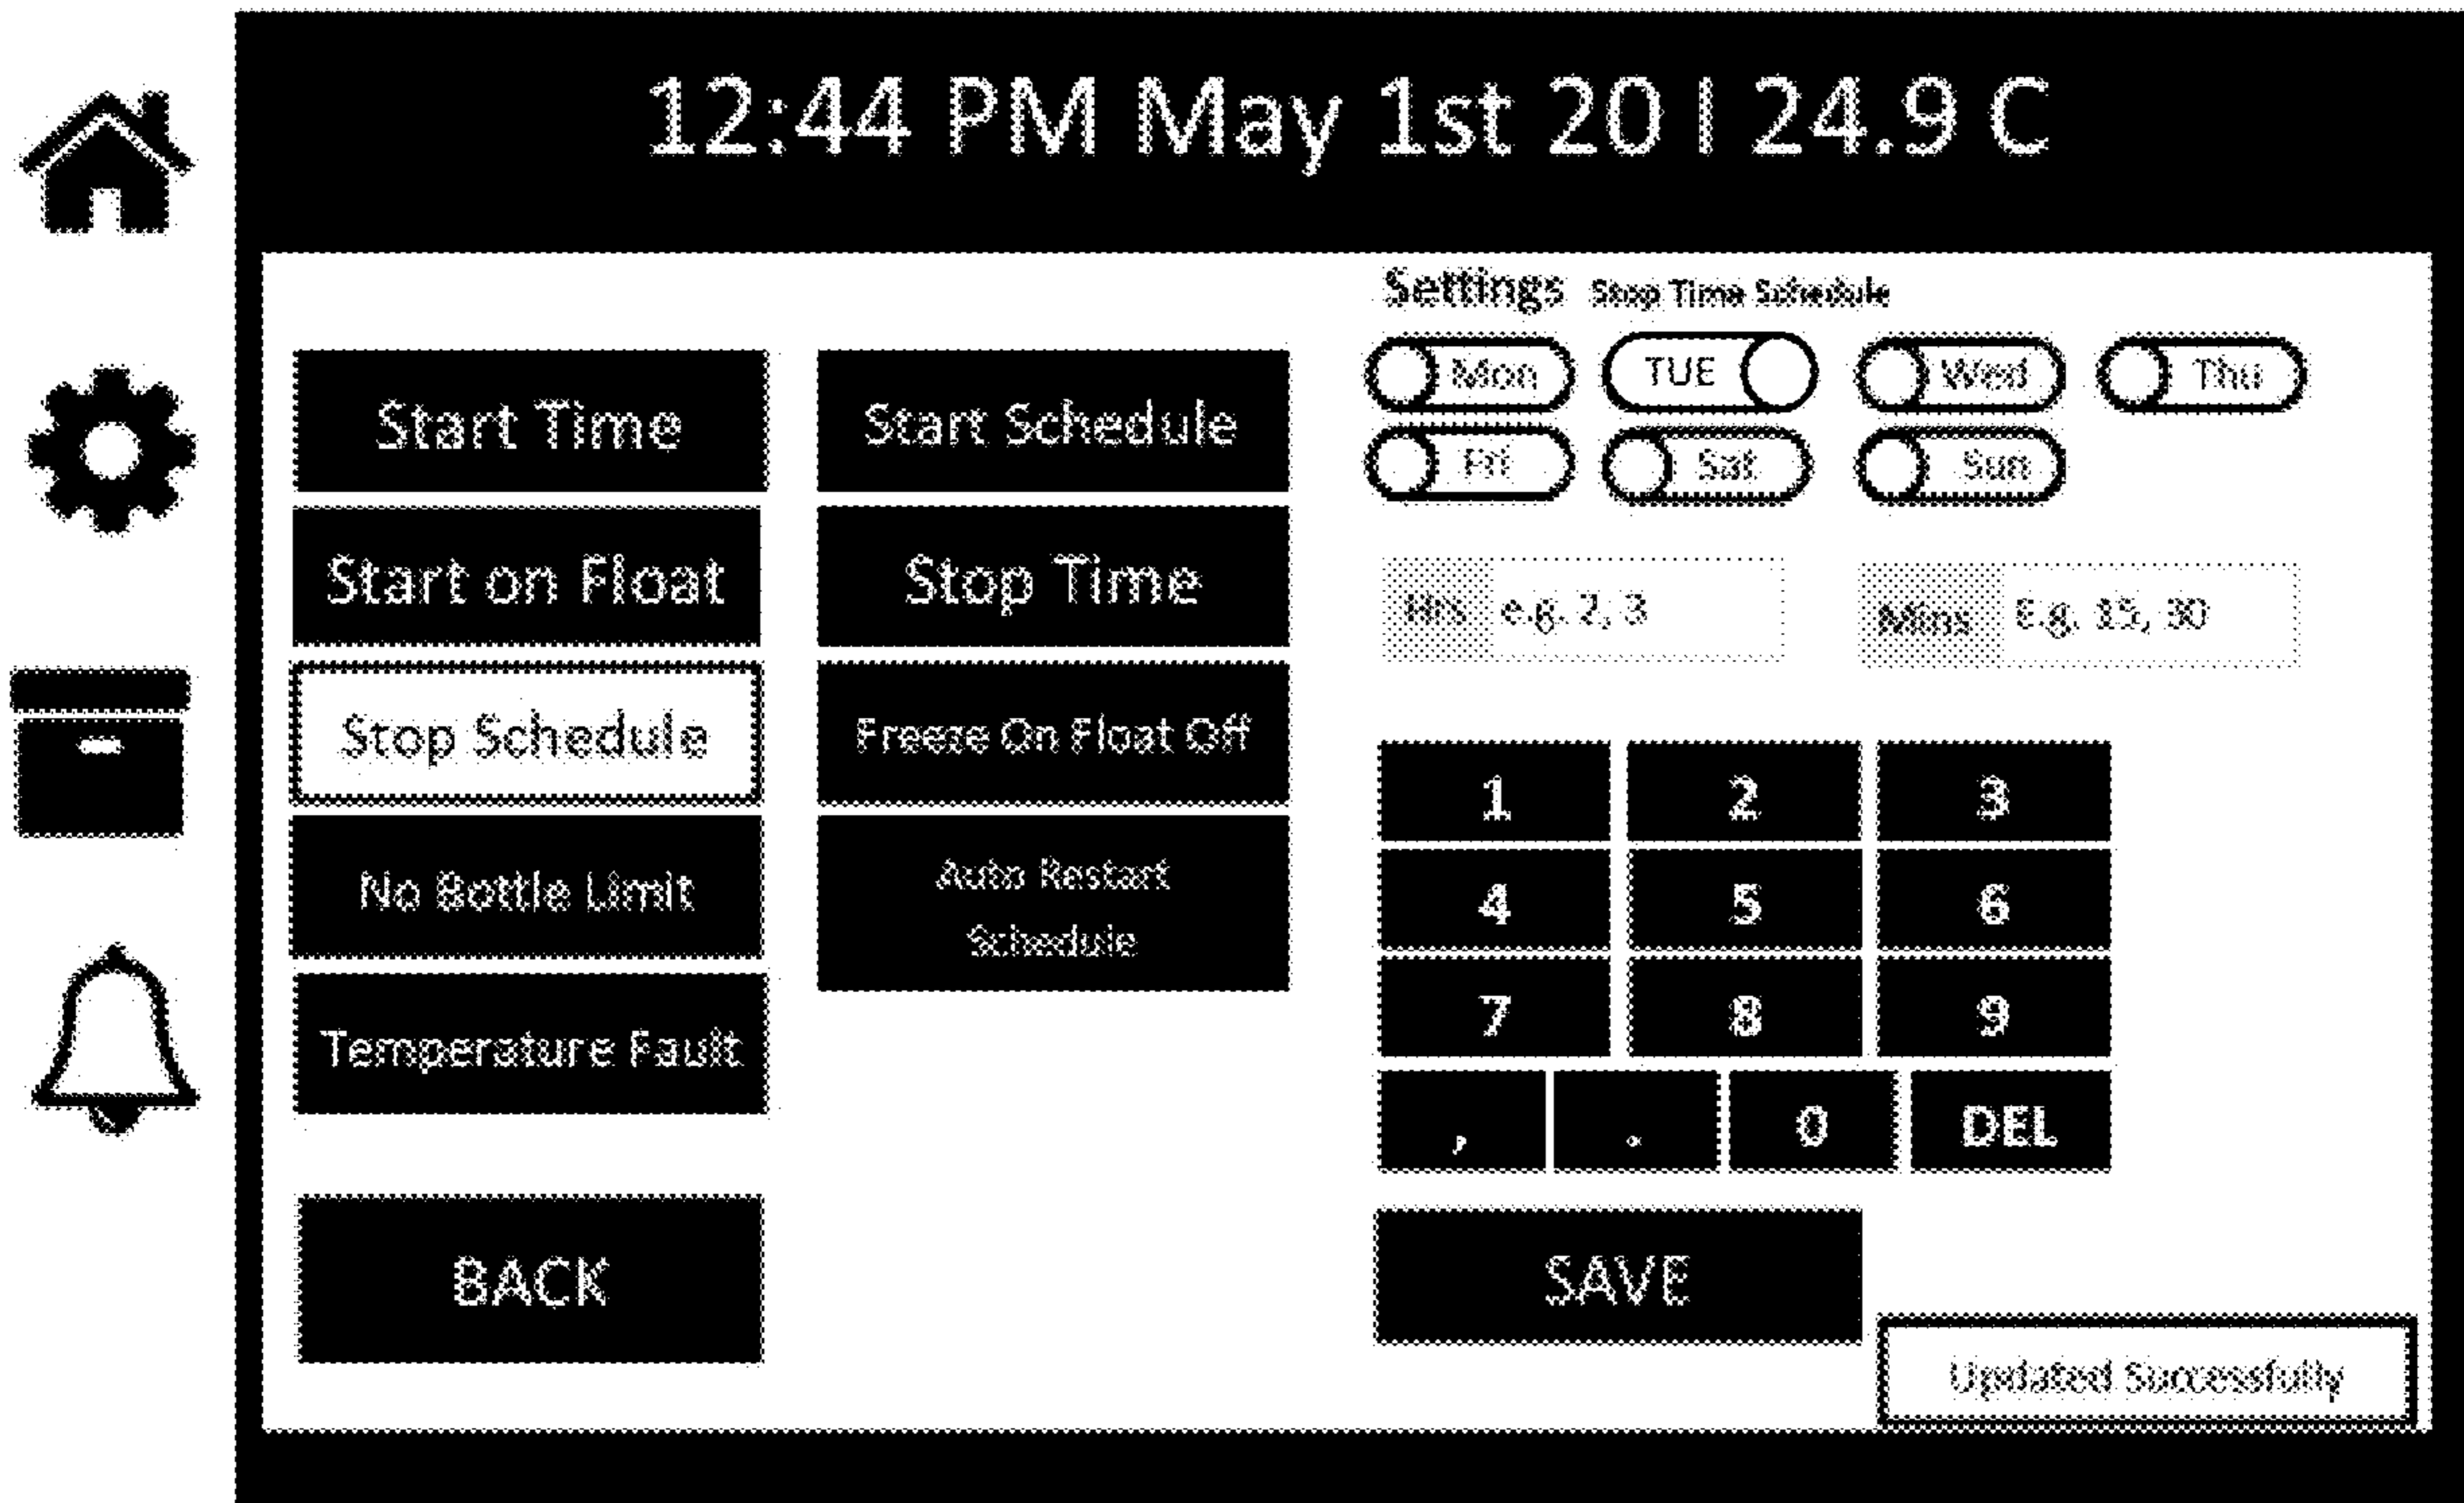 12:44 PM May 1st 20 I 24.9 C
Start Time
Start Schedule
Start on Float
Stop Time
Stop Schedule
Freeze On Float Off
No Bottle Limit
Auto Restart
Schedule
Temperature Fault
BACK
Settings Stop Time Schedule
Mon TUE Wed Thu
Fri Sat Sun
Hrs e.g. 2, 3 Mins E.g. 15, 30
1 2 3
4 5 6
7 8 9
, . 0 DEL
SAVE
Updated Successfully